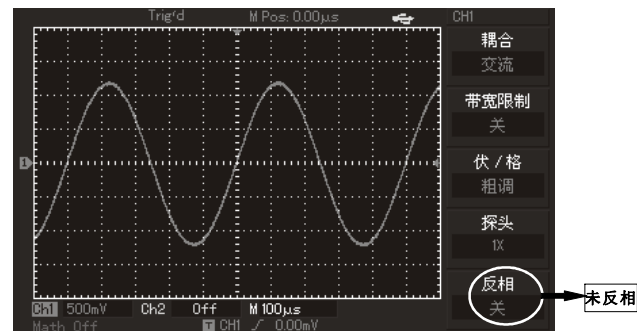 Trig'd M Pos: 0.00μs CH1
耦合
交流
带宽限制
关
伏/格
粗调
探头
1X
反相
关
未反相
1
Ch1 500mV Ch2 Off M 100μs
Math Off T CH1 0.00mV